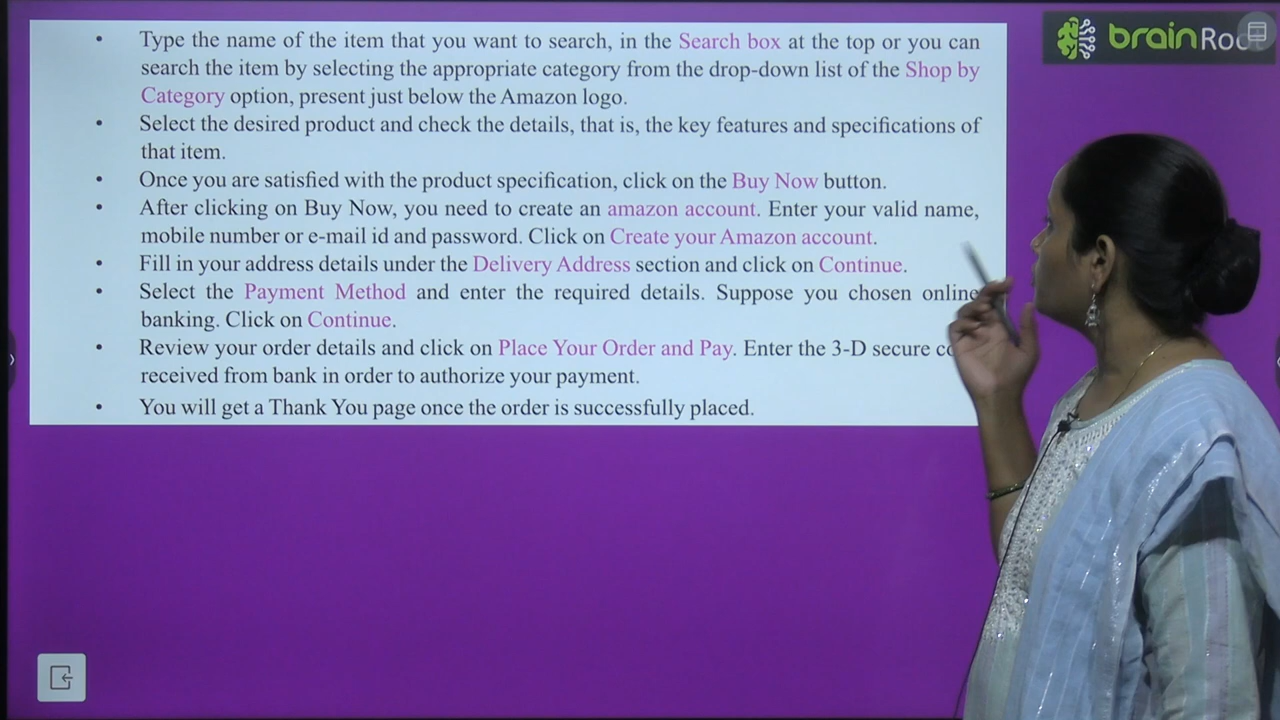 brainRoo
• Type the name of the item that you want to search, in the Search box at the top or you can
search the item by selecting the appropriate category from the drop-down list of the Shop by
Category option, present just below the Amazon logo.
• Select the desired product and check the details, that is, the key features and specifications of
that item.
• Once you are satisfied with the product specification, click on the Buy Now button.
• After clicking on Buy Now, you need to create an amazon account. Enter your valid name,
mobile number or e-mail id and password. Click on Create your Amazon account.
• Fill in your address details under the Delivery Address section and click on Continue.
• Select the Payment Method and enter the required details. Suppose you chosen online
banking. Click on Continue.
• Review your order details and click on Place Your Order and Pay. Enter the 3-D secure
received from bank in order to authorize your payment.
• You will get a Thank You page once the order is successfully placed.